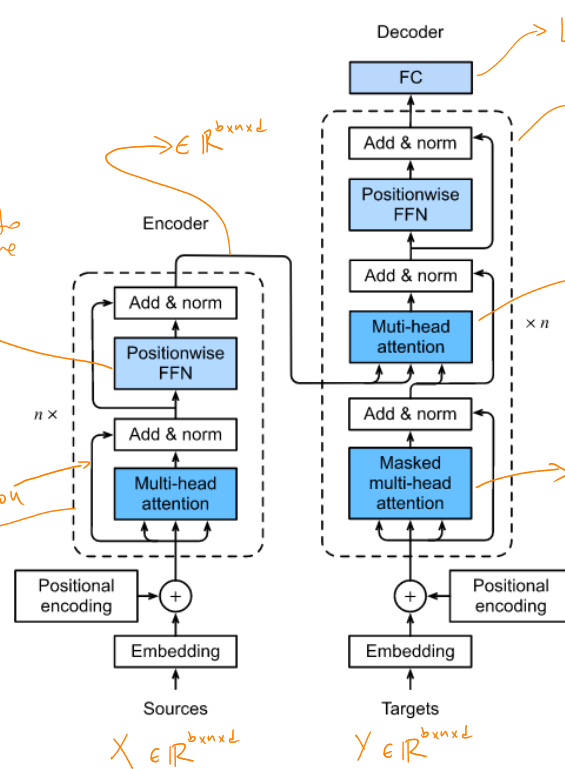 Decoder
FC
Add & norm
Positionwise
FFN
Add & norm
Muti-head
attention
× n
Add & norm
Masked
multi-head
attention
Positional
encoding
+
Embedding
Targets
Y ∈ ℝ^{b×n×d}
∈ ℝ^{b×n×d}
Encoder
Add & norm
Positionwise
FFN
n ×
Add & norm
Multi-head
attention
Positional
encoding
+
Embedding
Sources
X ∈ ℝ^{b×n×d}